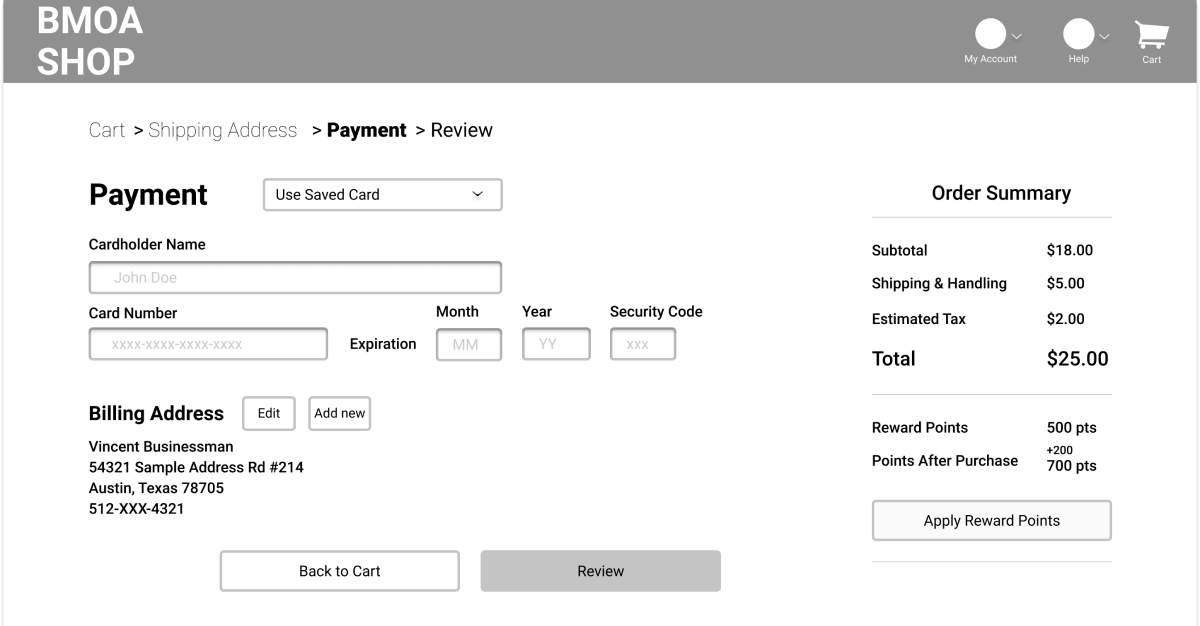 BMOA
SHOP
My Account
Help
Cart
Cart > Shipping Address > Payment > Review
Payment
Use Saved Card
Cardholder Name
John Doe
Card Number
xxxx-xxxx-xxxx-xxxx
Expiration
Month
MM
Year
YY
Security Code
xxx
Billing Address
Edit
Add new
Vincent Businessman
54321 Sample Address Rd #214
Austin, Texas 78705
512-XXX-4321
Back to Cart
Review
Order Summary
Subtotal $18.00
Shipping & Handling $5.00
Estimated Tax $2.00
Total $25.00
Reward Points 500 pts
+200
Points After Purchase 700 pts
Apply Reward Points